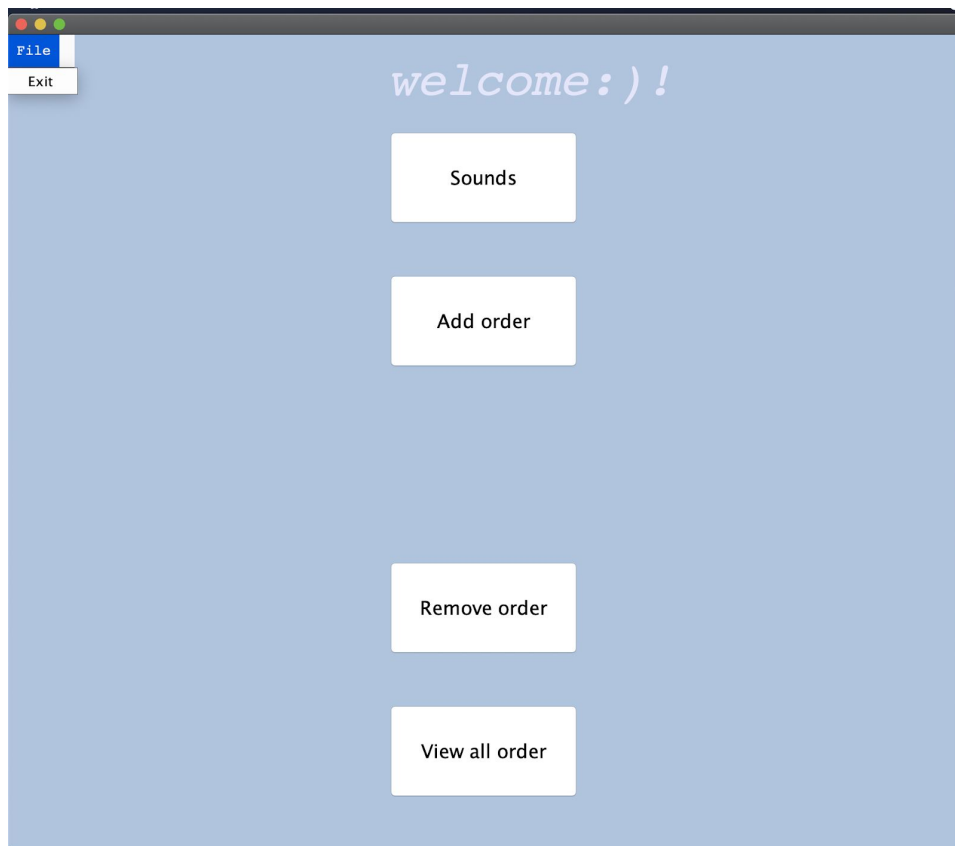 File
Exit
welcome:)!
Sounds
Add order
Remove order
View all order